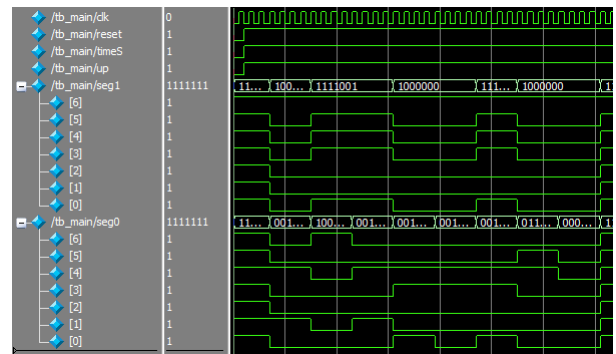 /tb_main/clk 0
/tb_main/reset 1
/tb_main/timeS 1
/tb_main/up 1
/tb_main/seg1 1111111 11... 100... 1111001 1000000 111... 1000000 1
[6] 1
[5] 1
[4] 1
[3] 1
[2] 1
[1] 1
[0] 1
/tb_main/seg0 1111111 11... 001... 100... 001... 001... 001... 001... 011... 000... 1
[6] 1
[5] 1
[4] 1
[3] 1
[2] 1
[1] 1
[0] 1